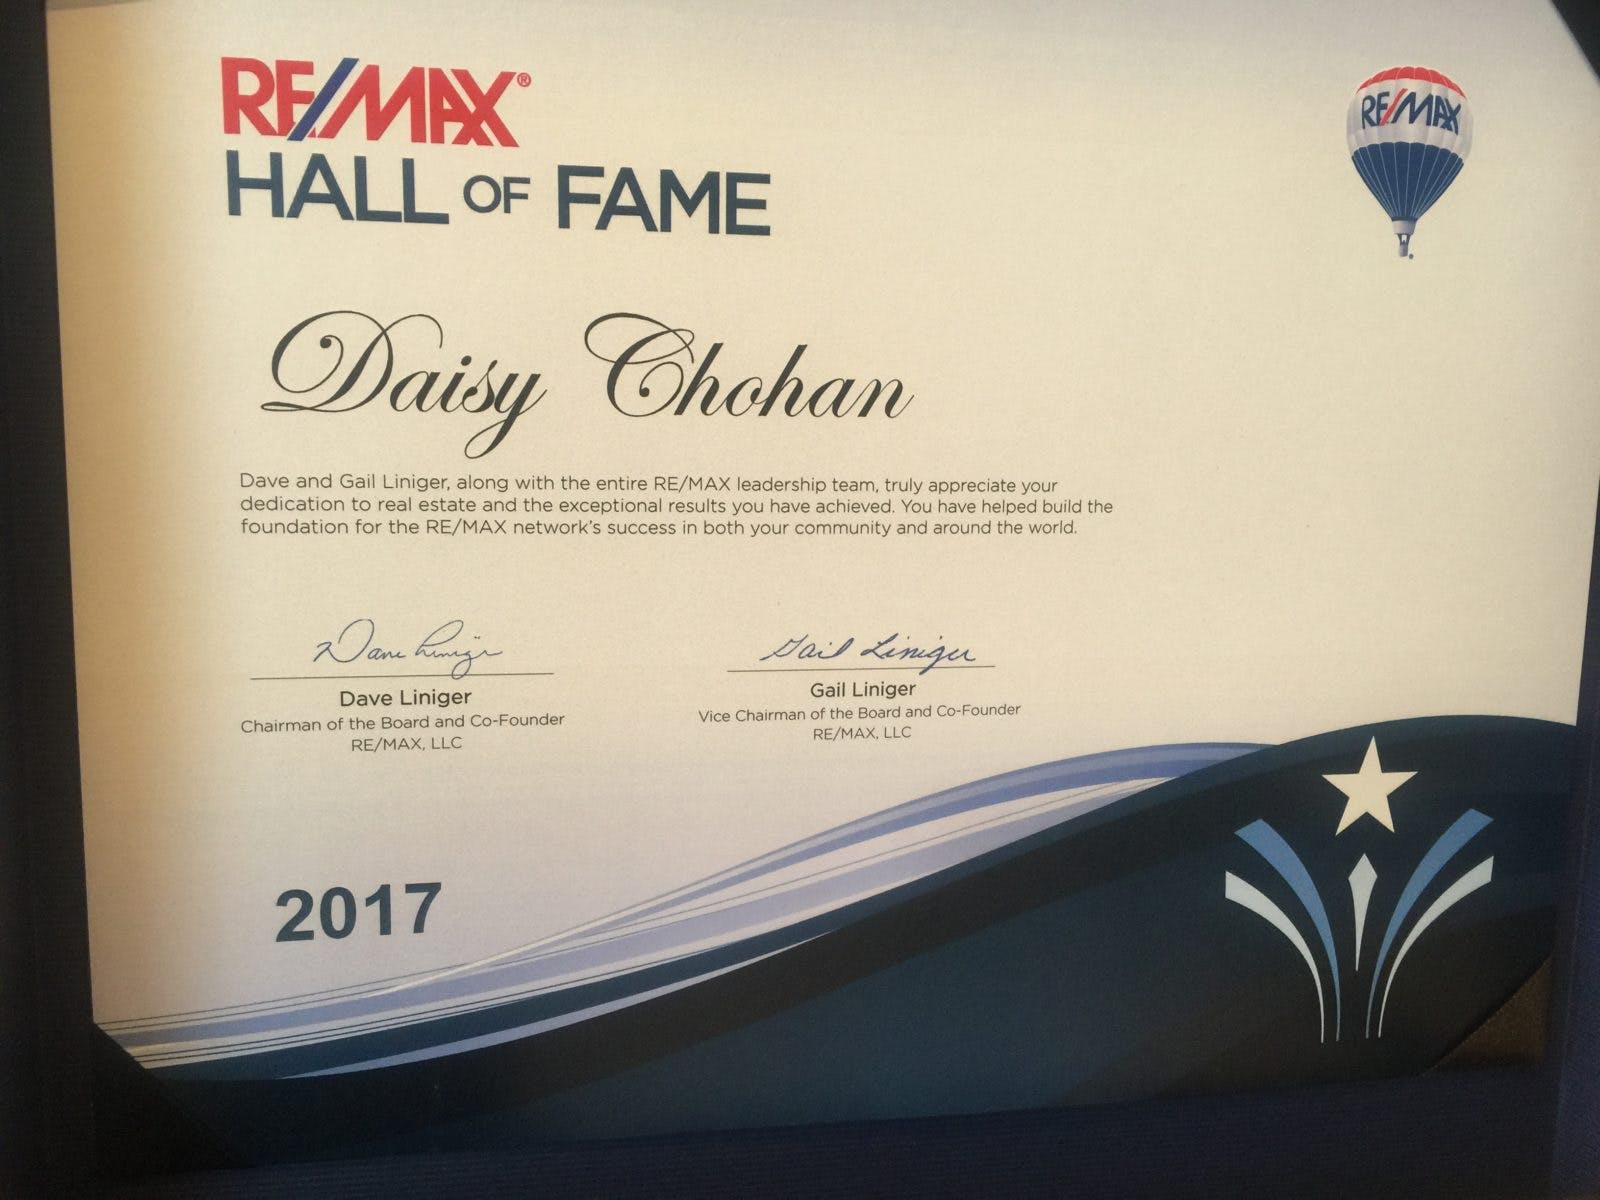 RE/MAX®
HALL OF FAME
RE/MAX
Daisy Chohan
Dave and Gail Liniger, along with the entire RE/MAX leadership team, truly appreciate your
dedication to real estate and the exceptional results you have achieved. You have helped build the
foundation for the RE/MAX network's success in both your community and around the world.
Dave Liniger
Gail Liniger
Dave Liniger
Chairman of the Board and Co-Founder
RE/MAX, LLC
Gail Liniger
Vice Chairman of the Board and Co-Founder
RE/MAX, LLC
2017